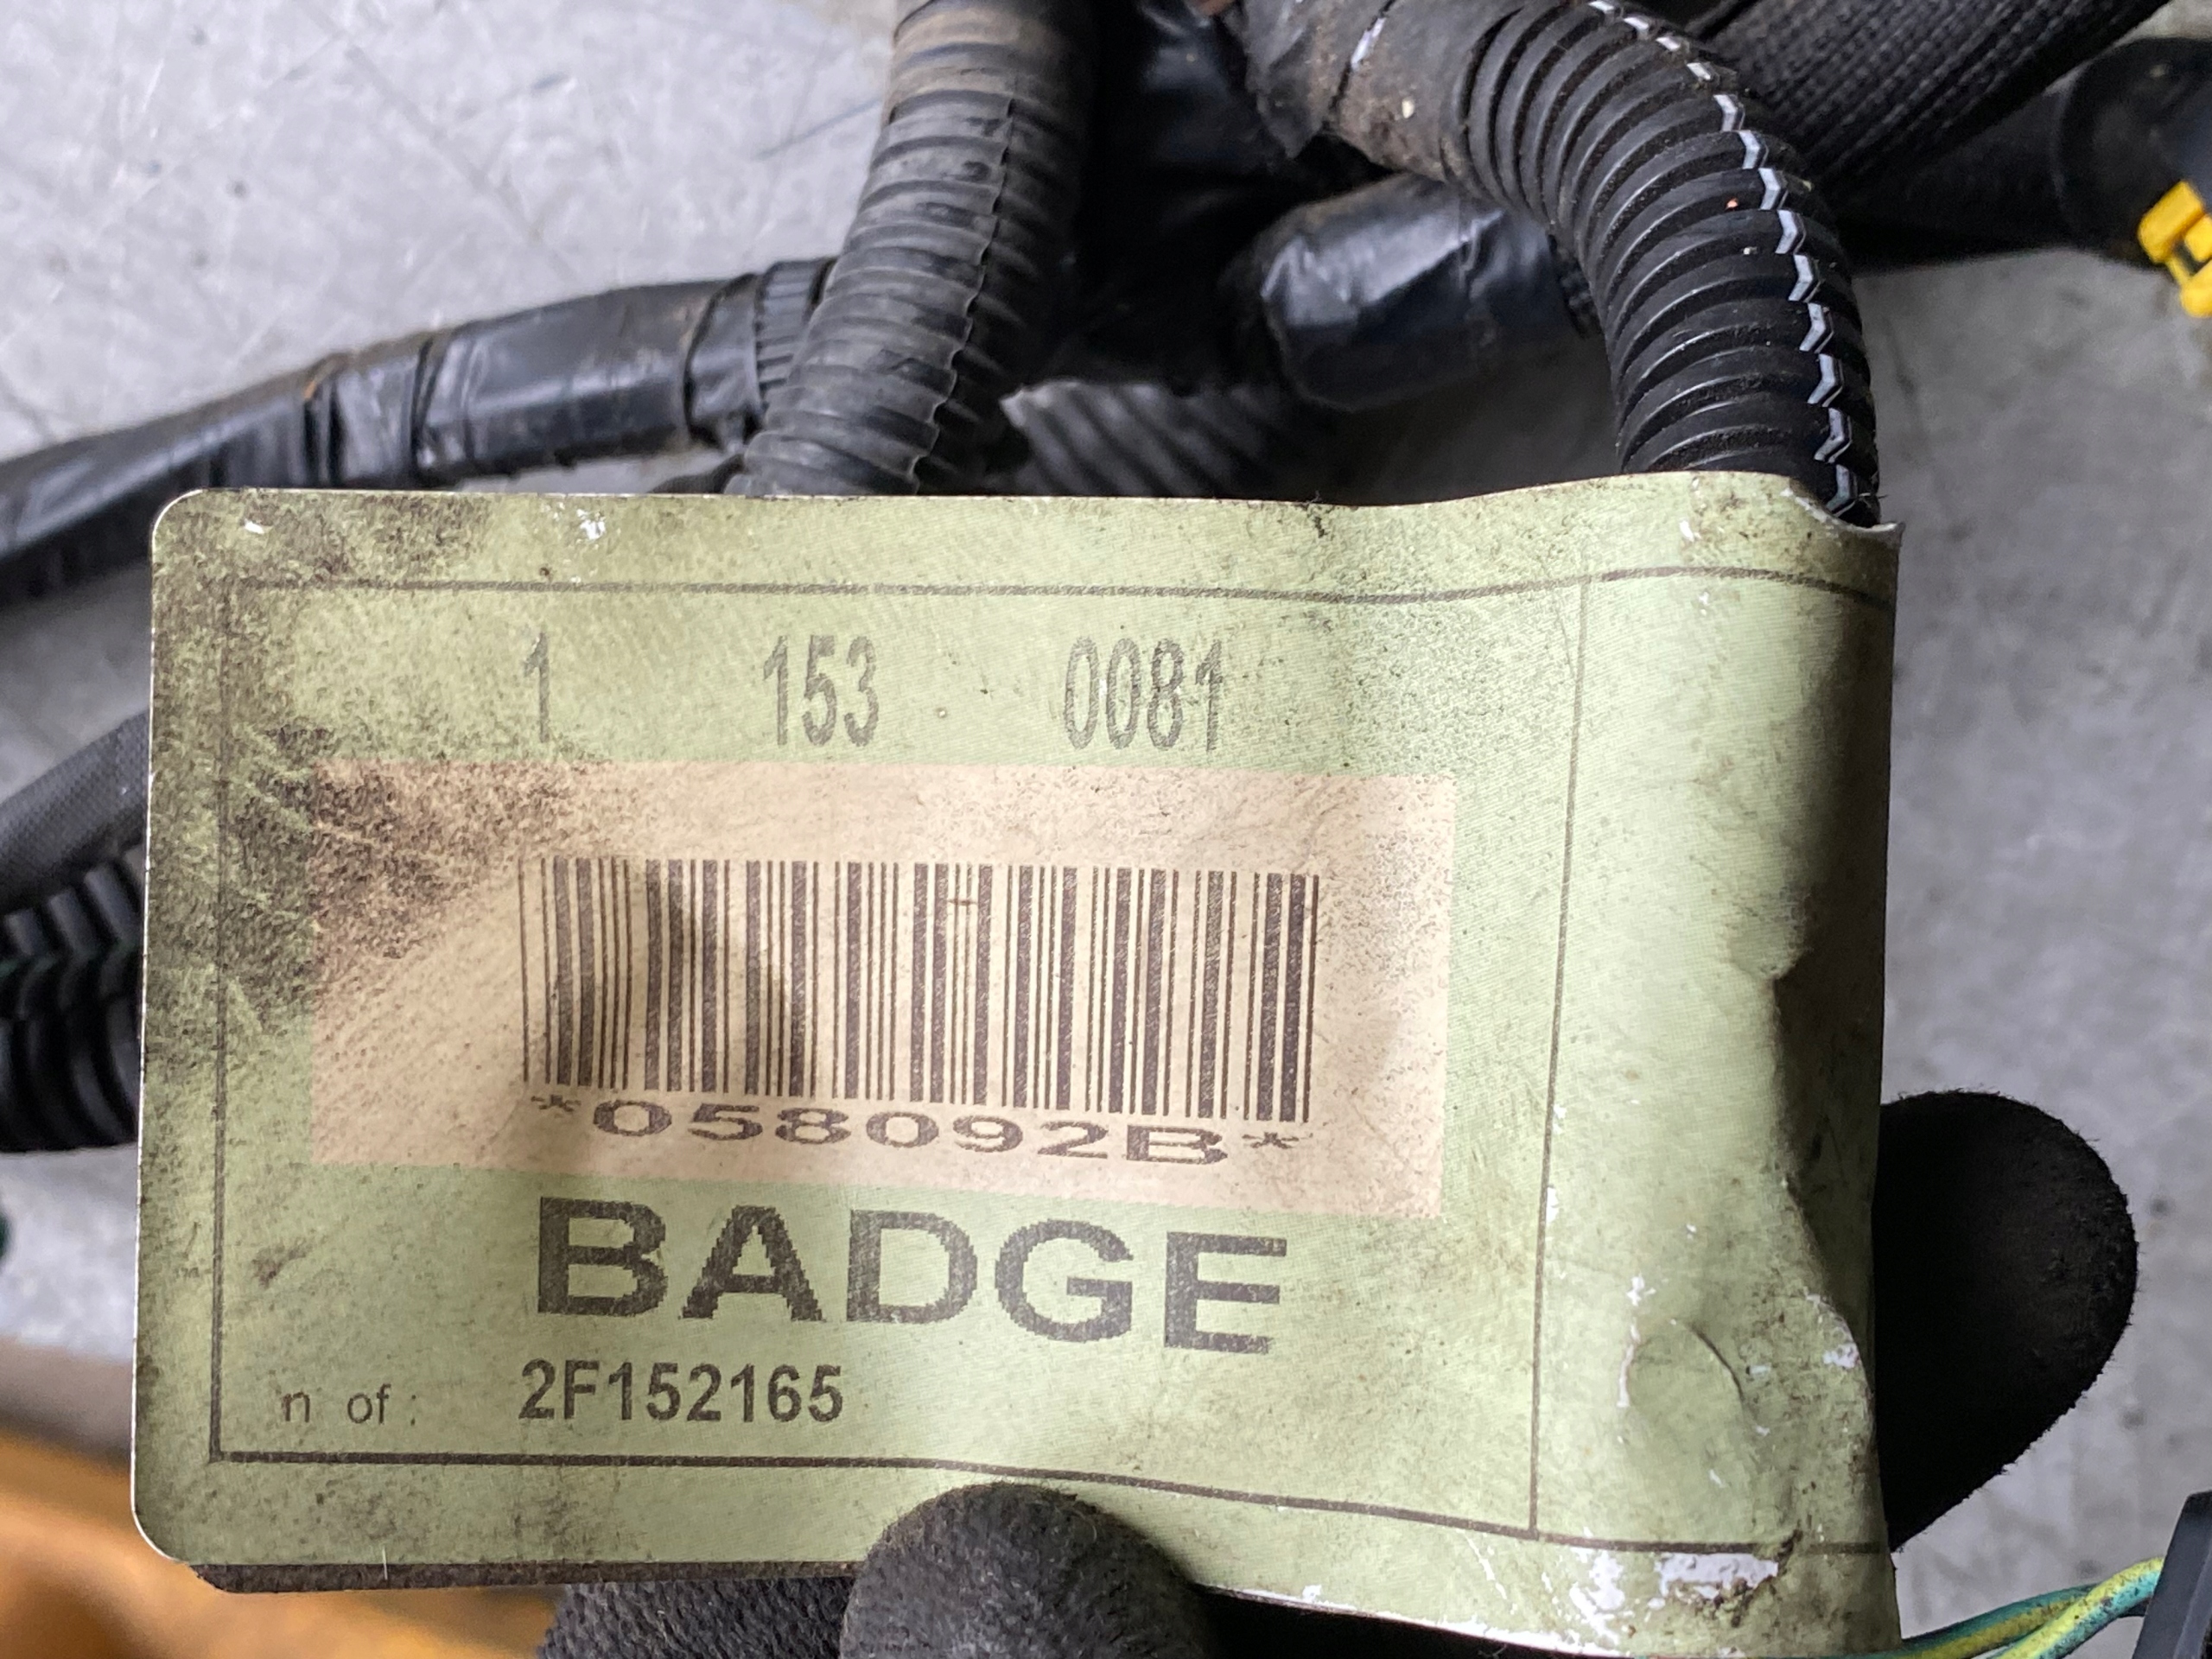 1 153 0081
*058092B*
BADGE
n of : 2F152165